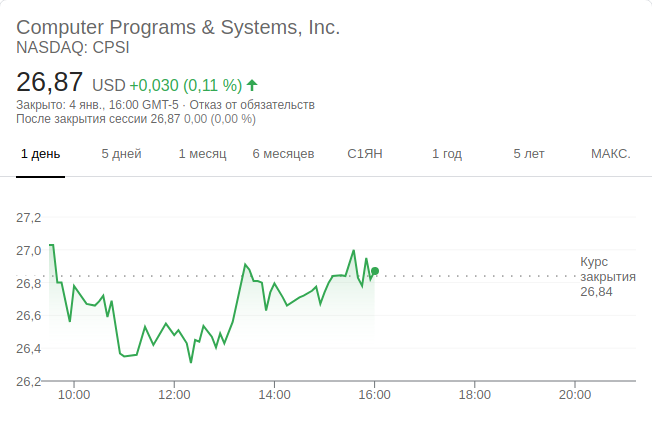 Computer Programs & Systems, Inc.
NASDAQ: CPSI
26,87 USD +0,030 (0,11 %)
Закрыто: 4 янв., 16:00 GMT-5 · Отказ от обязательств
После закрытия сессии 26,87 0,00 (0,00 %)
1 день 5 дней 1 месяц 6 месяцев С1ЯН 1 год 5 лет МАКС.
27,2
27,0
26,8
26,6
26,4
26,2
Курс
закрытия
26,84
10:00 12:00 14:00 16:00 18:00 20:00